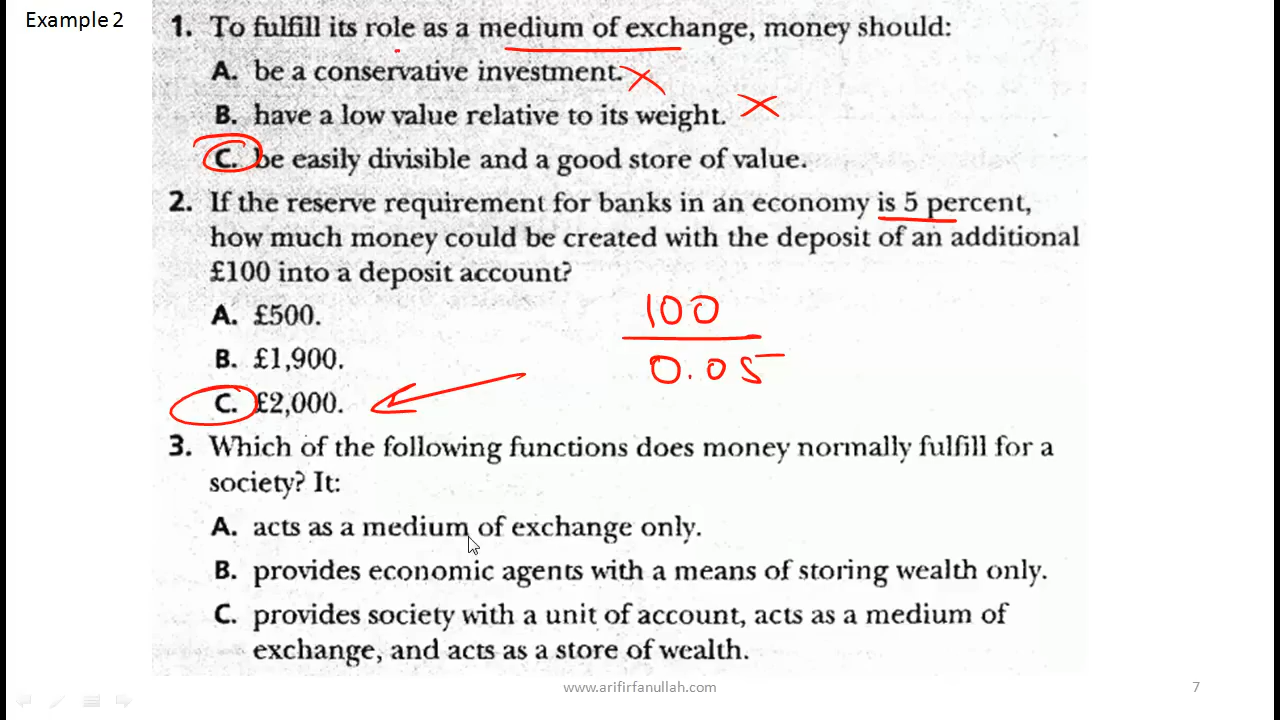 Example 2
1. To fulfill its role as a medium of exchange, money should:
A. be a conservative investment.
B. have a low value relative to its weight.
C. be easily divisible and a good store of value.
2. If the reserve requirement for banks in an economy is 5 percent,
how much money could be created with the deposit of an additional
£100 into a deposit account?
A. £500.
B. £1,900.
C. £2,000.
100
0.05
3. Which of the following functions does money normally fulfill for a
society? It:
A. acts as a medium of exchange only.
B. provides economic agents with a means of storing wealth only.
C. provides society with a unit of account, acts as a medium of
exchange, and acts as a store of wealth.
www.arifirfanullah.com
7